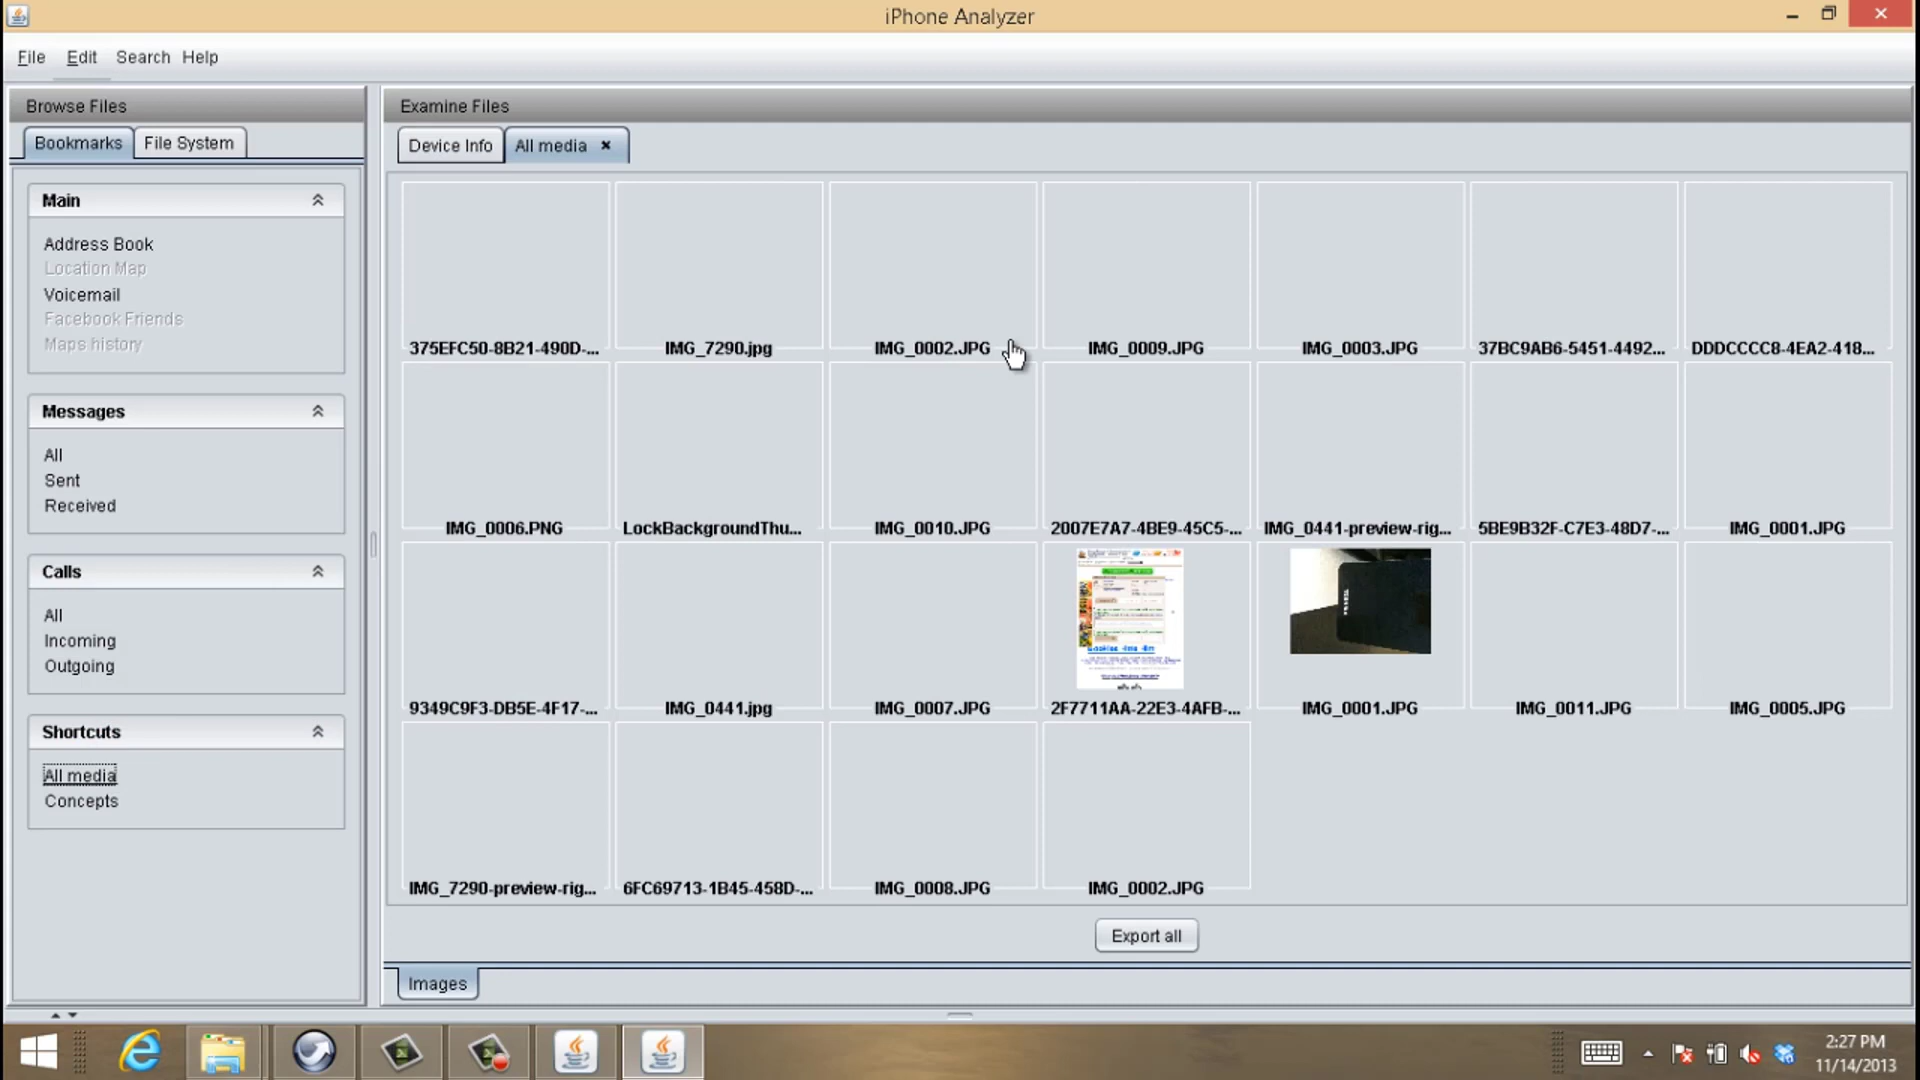 iPhone Analyzer
File Edit Search Help
Browse Files
Bookmarks File System
Main
Address Book
Location Map
Voicemail
Facebook Friends
Maps history
Messages
All
Sent
Received
Calls
All
Incoming
Outgoing
Shortcuts
All media
Concepts
Examine Files
Device Info All media
375EFC50-8B21-490D-... IMG_7290.jpg IMG_0002.JPG IMG_0009.JPG IMG_0003.JPG 37BC9AB6-5451-4492... DDDCCCC8-4EA2-418...
IMG_0006.PNG LockBackgroundThu... IMG_0010.JPG 2007E7A7-4BE9-45C5-... IMG_0441-preview-rig... 5BE9B32F-C7E3-48D7-... IMG_0001.JPG
9349C9F3-DB5E-4F17-... IMG_0441.jpg IMG_0007.JPG 2F7711AA-22E3-4AFB-... IMG_0001.JPG IMG_0011.JPG IMG_0005.JPG
IMG_7290-preview-rig... 6FC69713-1B45-458D-... IMG_0008.JPG IMG_0002.JPG
Export all
Images
2:27 PM
11/14/2013